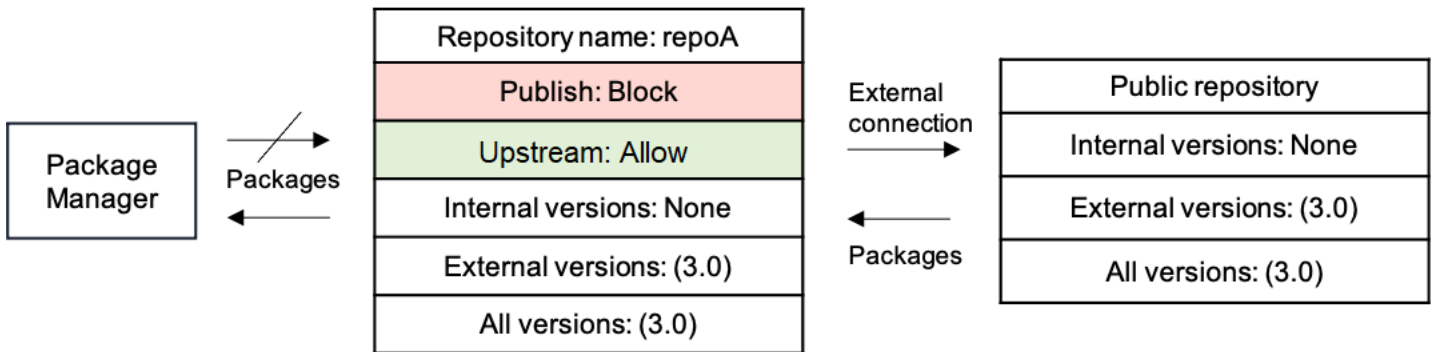 Package
Manager
Packages
Repository name: repoA
Publish: Block
Upstream: Allow
Internal versions: None
External versions: (3.0)
All versions: (3.0)
External
connection
Packages
Public repository
Internal versions: None
External versions: (3.0)
All versions: (3.0)